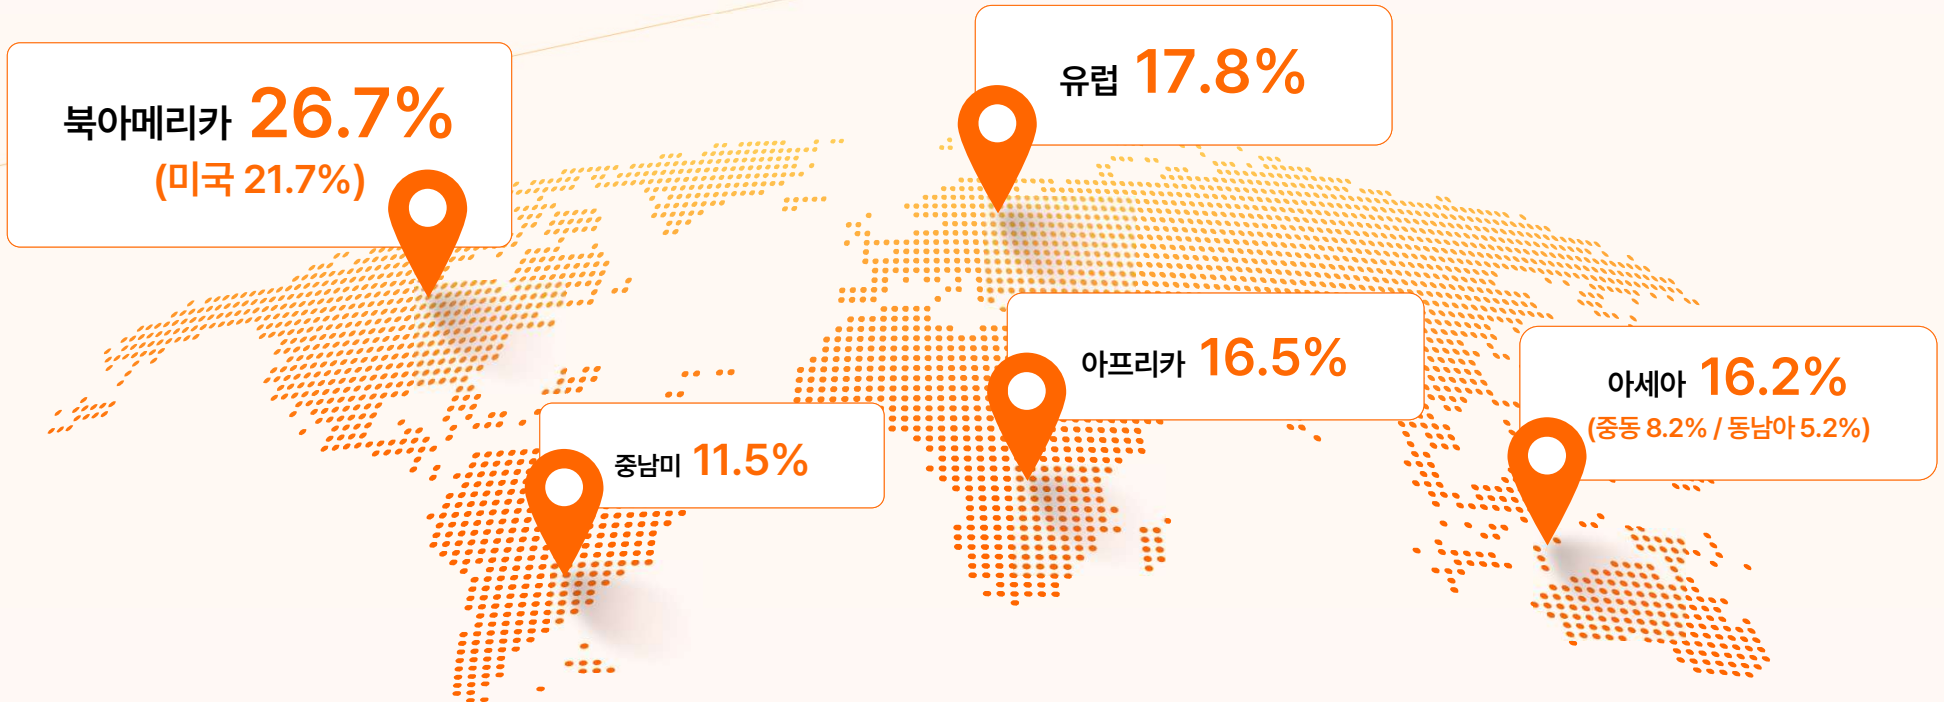 북아메리카 26.7%
(미국 21.7%)
유럽 17.8%
아프리카 16.5%
아세아 16.2%
(중동 8.2% / 동남아 5.2%)
중남미 11.5%